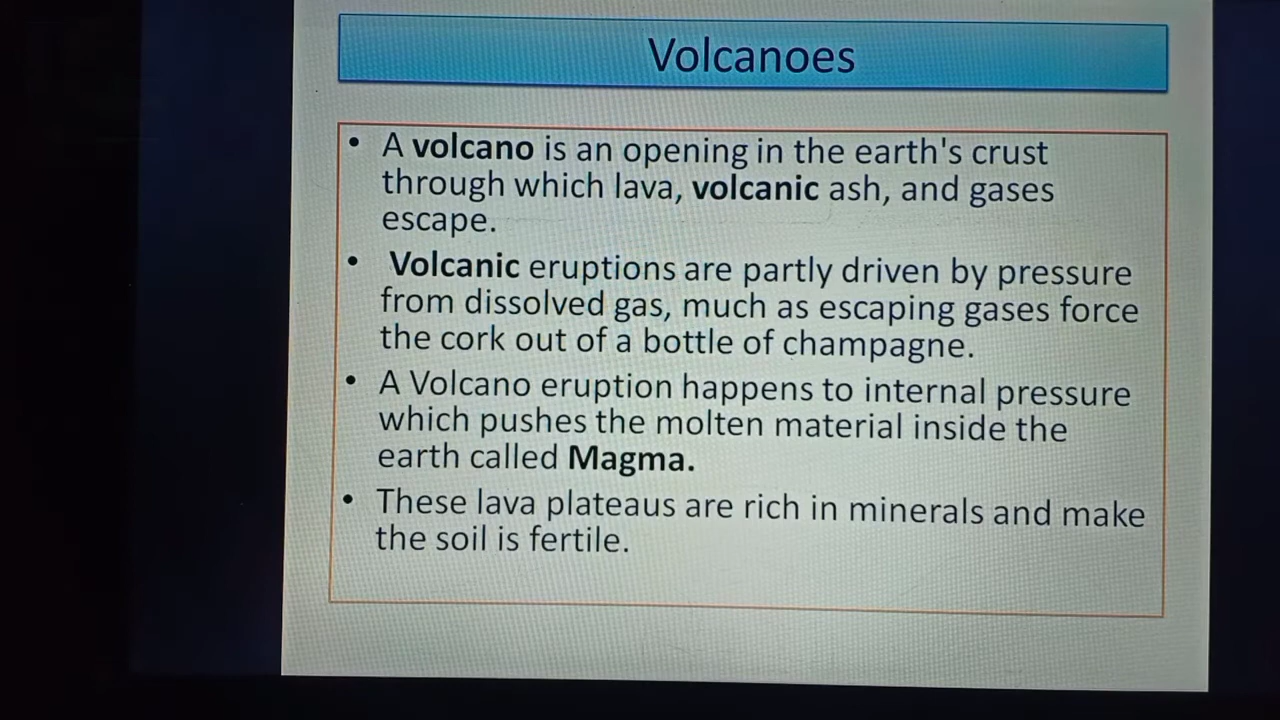 Volcanoes
• A volcano is an opening in the earth's crust
through which lava, volcanic ash, and gases
escape.
• Volcanic eruptions are partly driven by pressure
from dissolved gas, much as escaping gases force
the cork out of a bottle of champagne.
• A Volcano eruption happens to internal pressure
which pushes the molten material inside the
earth called Magma.
• These lava plateaus are rich in minerals and make
the soil is fertile.